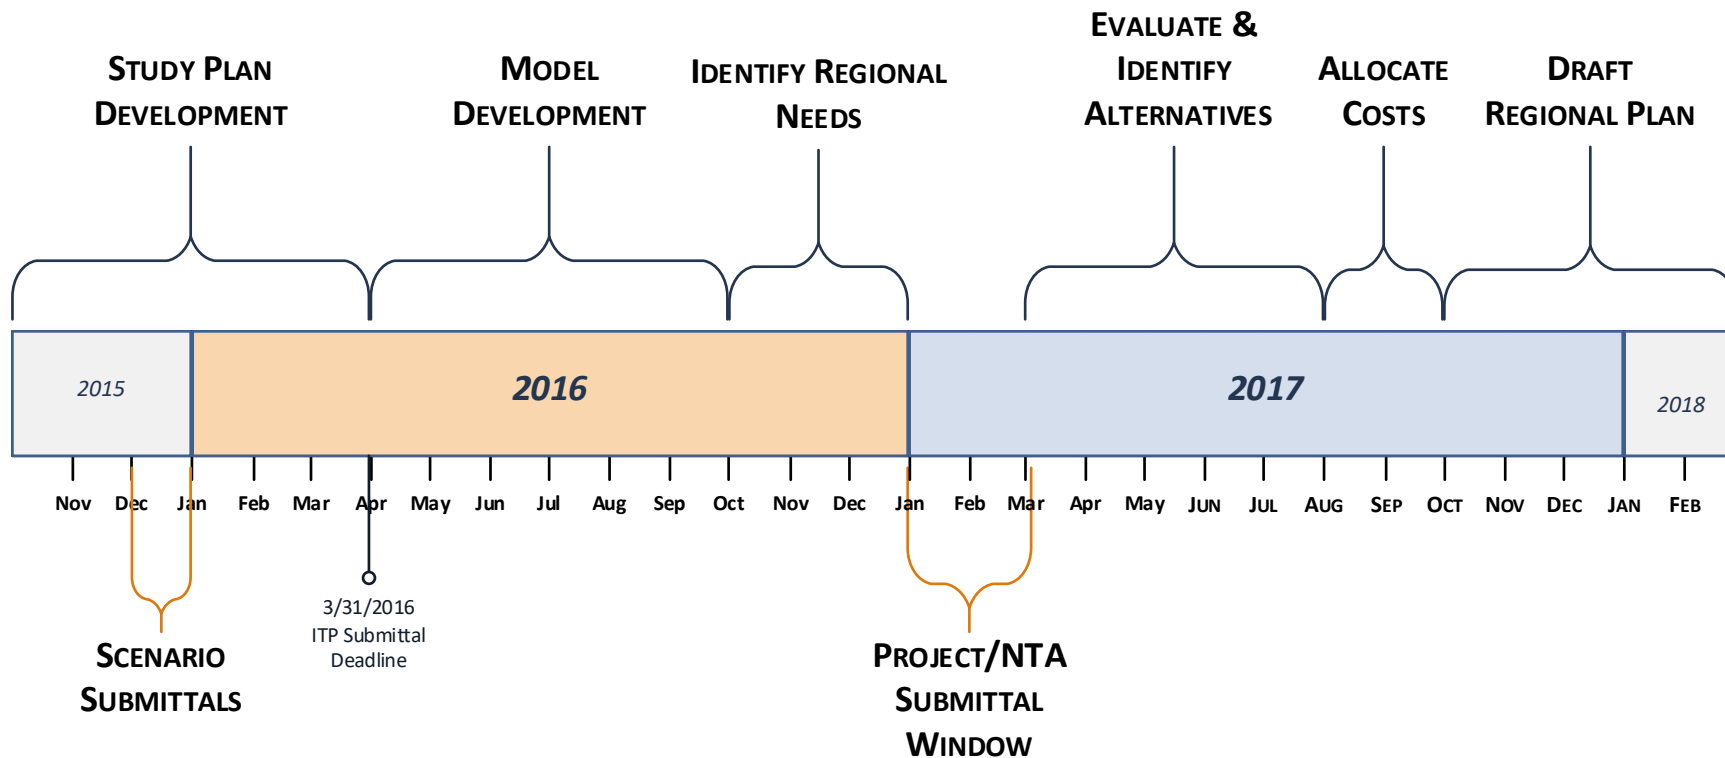 STUDY PLAN
DEVELOPMENT
MODEL
DEVELOPMENT
IDENTIFY REGIONAL
NEEDS
EVALUATE &
IDENTIFY
ALTERNATIVES
ALLOCATE
COSTS
DRAFT
REGIONAL PLAN
2015
2016
2017
2018
Nov Dec Jan Feb Mar Apr May Jun Jul Aug Sep Oct Nov Dec Jan Feb Mar Apr May JUN JUL AUG SEP OCT NOV DEC JAN FEB
SCENARIO
SUBMITTALS
3/31/2016
ITP Submittal
Deadline
PROJECT/NTA
SUBMITTAL
WINDOW